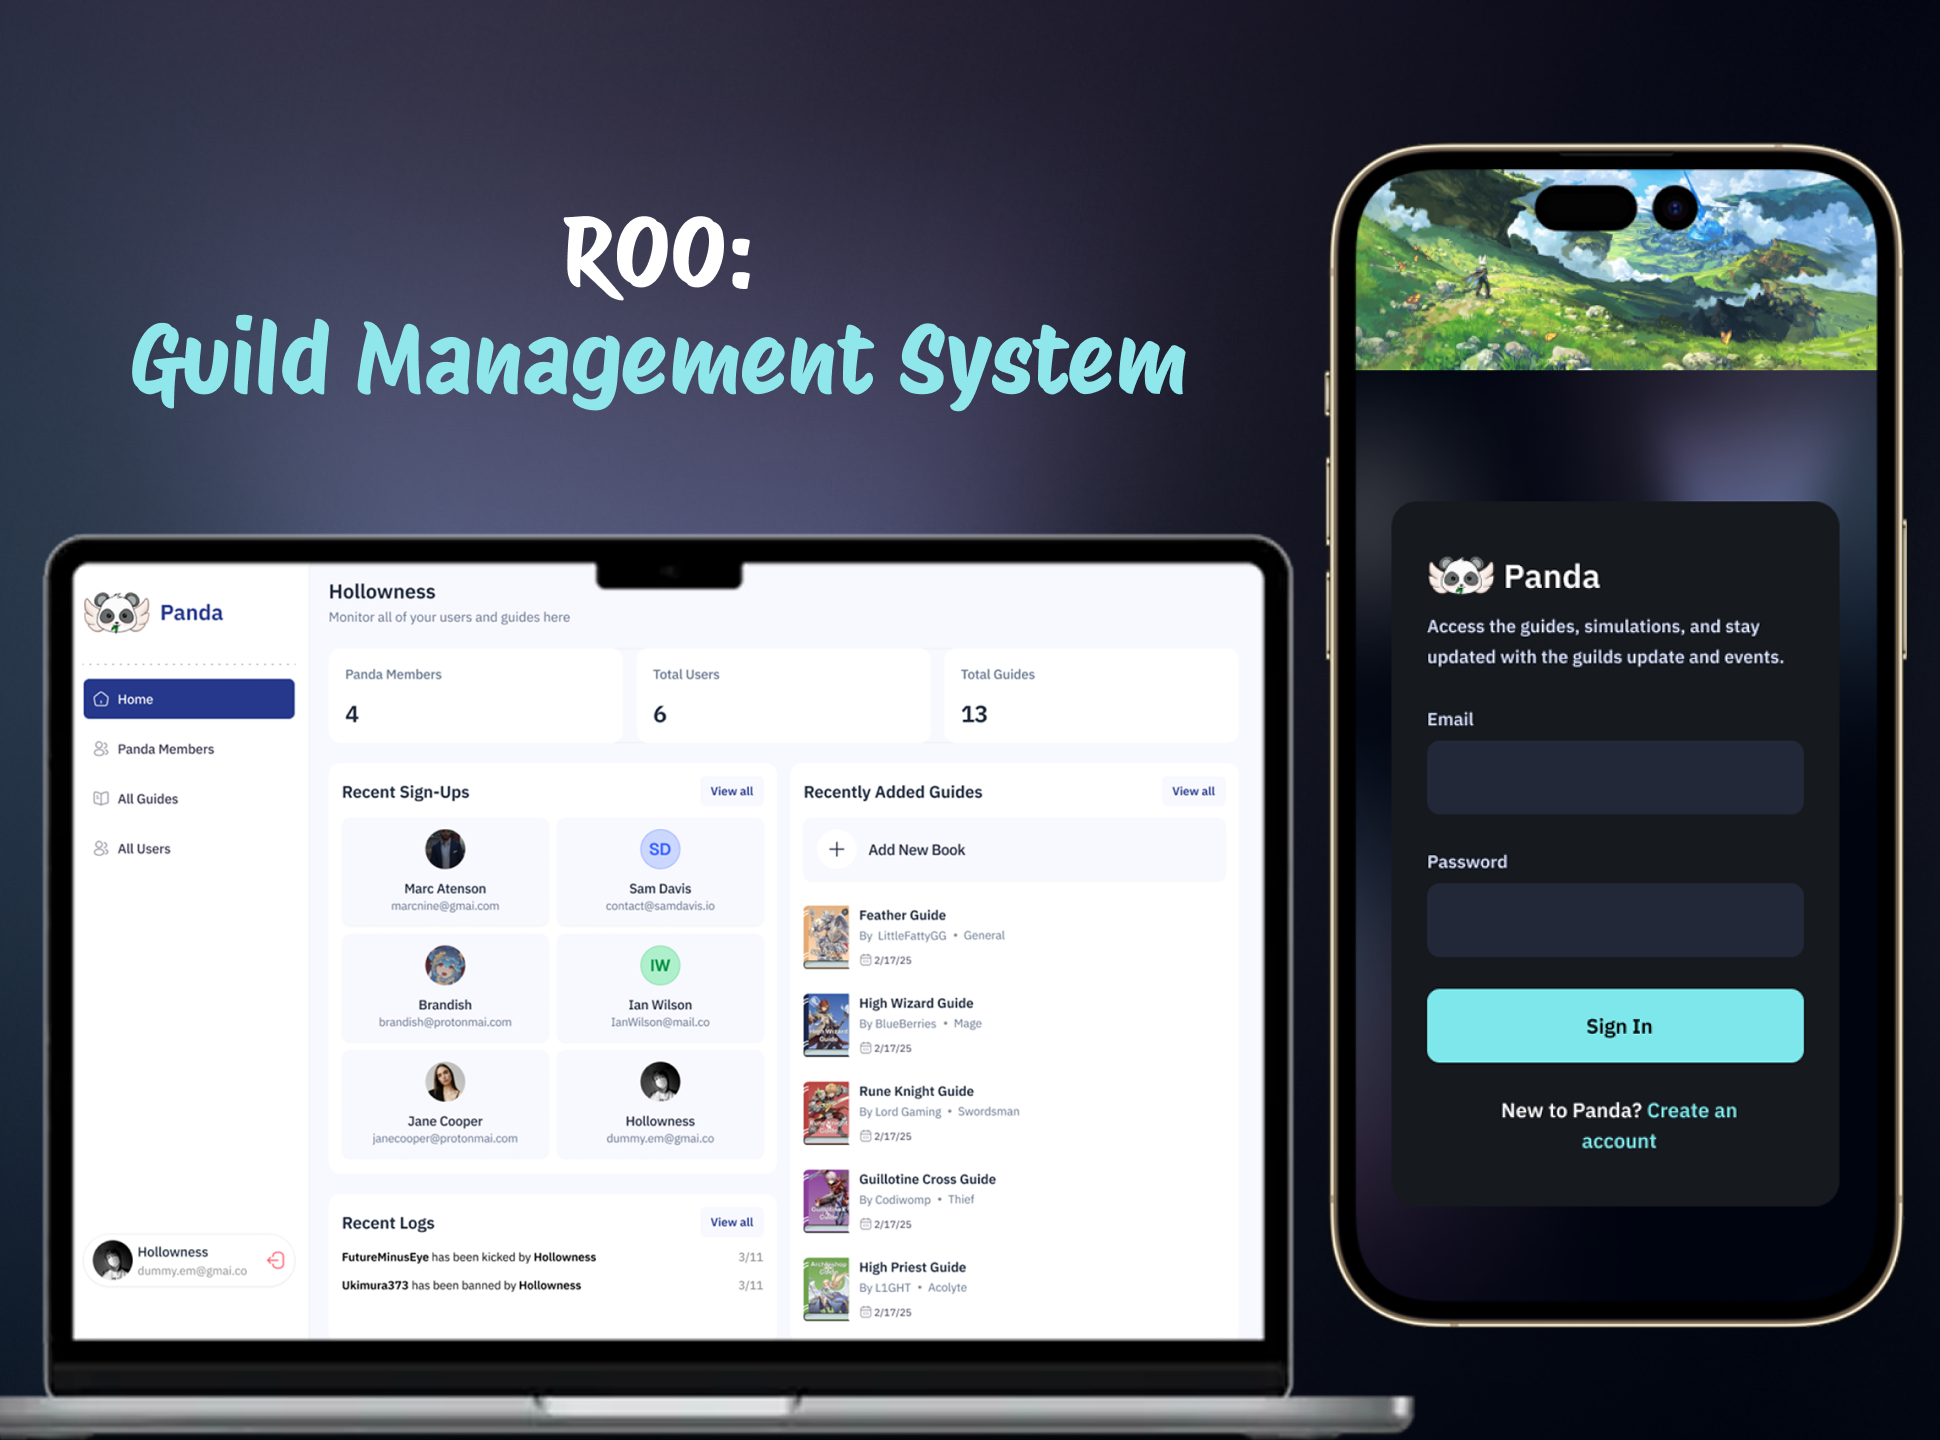 ROO:
Guild Management System
Panda
Home
Panda Members
All Guides
All Users
Hollowness
dummy.em@gmai.co
Hollowness
Monitor all of your users and guides here
Panda Members
4
Total Users
6
Total Guides
13
Recent Sign-Ups
View all
Marc Atenson
marcnine@gmai.com
SD
Sam Davis
contact@samdavis.io
Brandish
brandish@protonmai.com
IW
Ian Wilson
IanWilson@mail.co
Jane Cooper
janecooper@protonmai.com
Hollowness
dummy.em@gmai.co
Recent Logs
View all
FutureMinusEye has been kicked by Hollowness
3/11
Ukimura373 has been banned by Hollowness
3/11
Recently Added Guides
View all
Add New Book
Feather Guide
By LittleFattyGG • General
2/17/25
High Wizard Guide
By BlueBerries • Mage
2/17/25
High Wizard
Guide
Rune Knight Guide
By Lord Gaming • Swordsman
2/17/25
Rune Knight
Guillotine Cross Guide
By Codiwomp • Thief
2/17/25
High Priest Guide
By L1GHT • Acolyte
2/17/25
Panda
Access the guides, simulations, and stay
updated with the guilds update and events.
Email
Password
Sign In
New to Panda? Create an
account